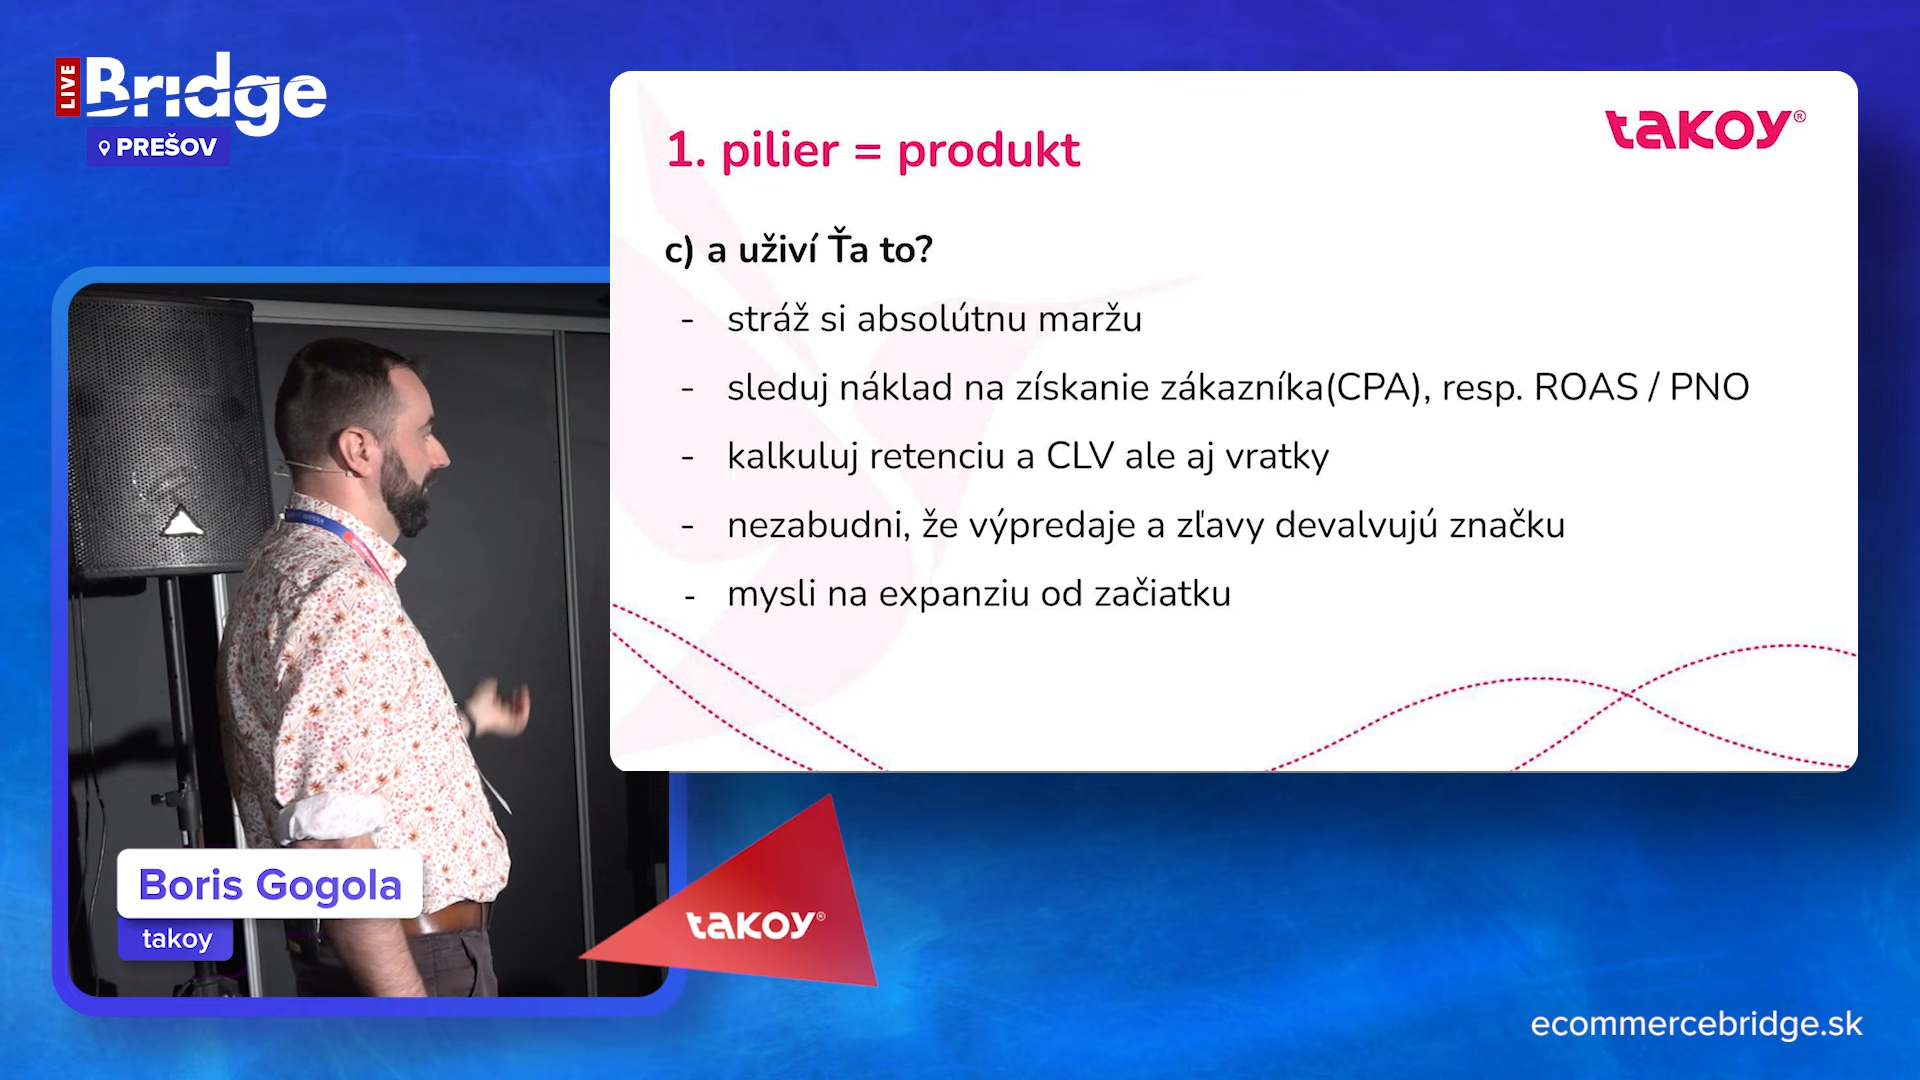 LIVE
Bridge
PREŠOV
takoy®
1. pilier = produkt
c) a uživí Ťa to?
- stráž si absolútnu maržu
- sleduj náklad na získanie zákazníka(CPA), resp. ROAS / PNO
- kalkuluj retenciu a CLV ale aj vratky
- nezabudni, že výpredaje a zľavy devalvujú značku
- mysli na expanziu od začiatku
Boris Gogola
takoy
takoy®
ecommercebridge.sk